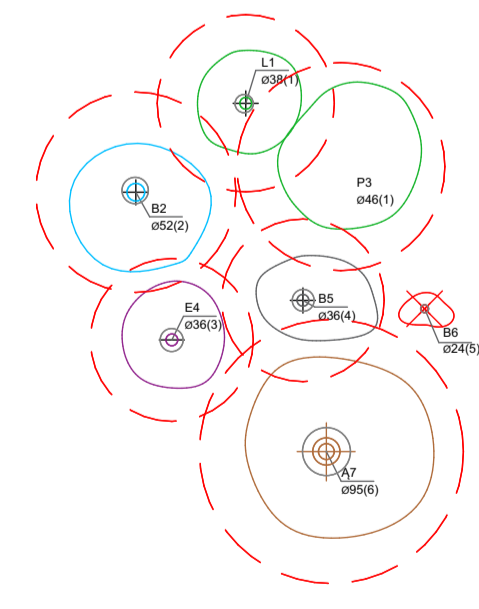 L1
ø38(1)
P3
ø46(1)
B2
ø52(2)
E4
ø36(3)
B5
ø36(4)
B6
ø24(5)
A7
ø95(6)